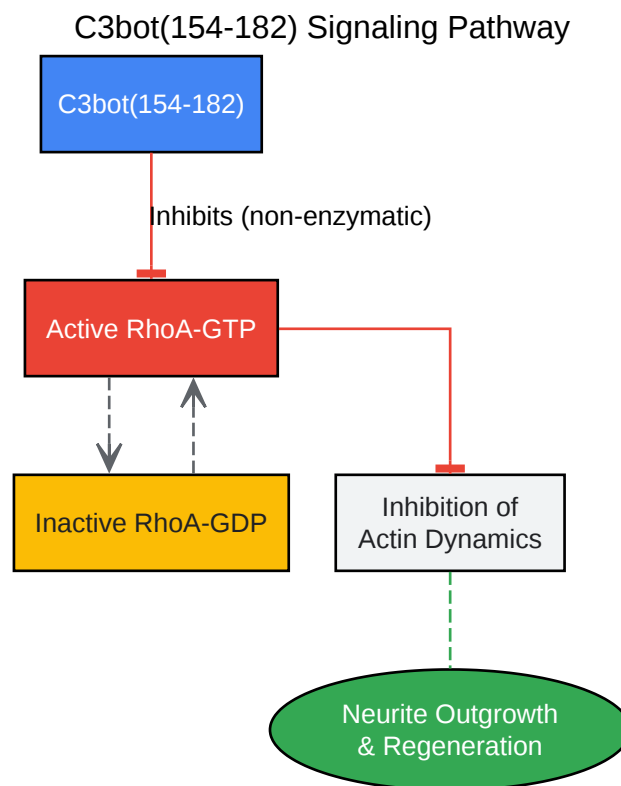 C3bot(154-182) Signaling Pathway
C3bot(154-182)
Inhibits (non-enzymatic)
Active RhoA-GTP
Inactive RhoA-GDP
Inhibition of
Actin Dynamics
Neurite Outgrowth
& Regeneration